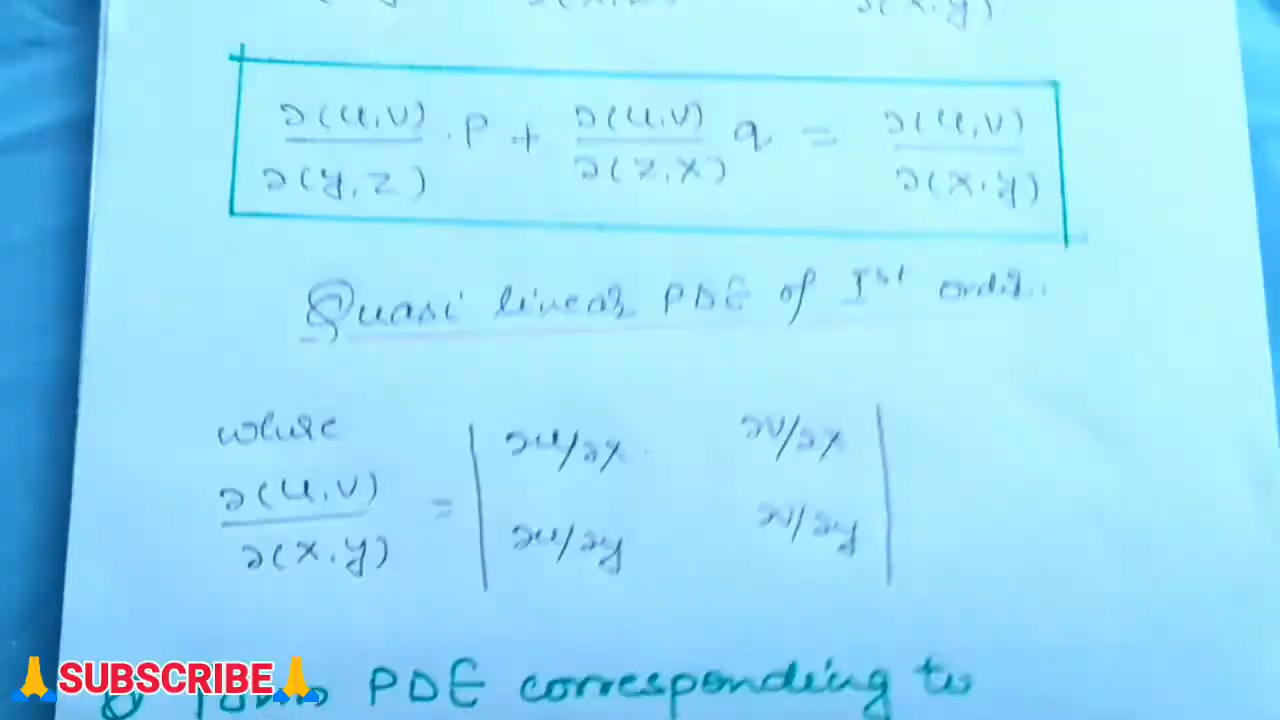 ∂(u,v)/∂(y,z) . p + ∂(u,v)/∂(z,x) q = ∂(u,v)/∂(x,y)
Quasi linear PDE of Ist order.
where
∂(u,v)/∂(x,y) = | ∂u/∂x ∂v/∂x |
| ∂u/∂y ∂v/∂y |
PDE corresponding to
🙏SUBSCRIBE🙏